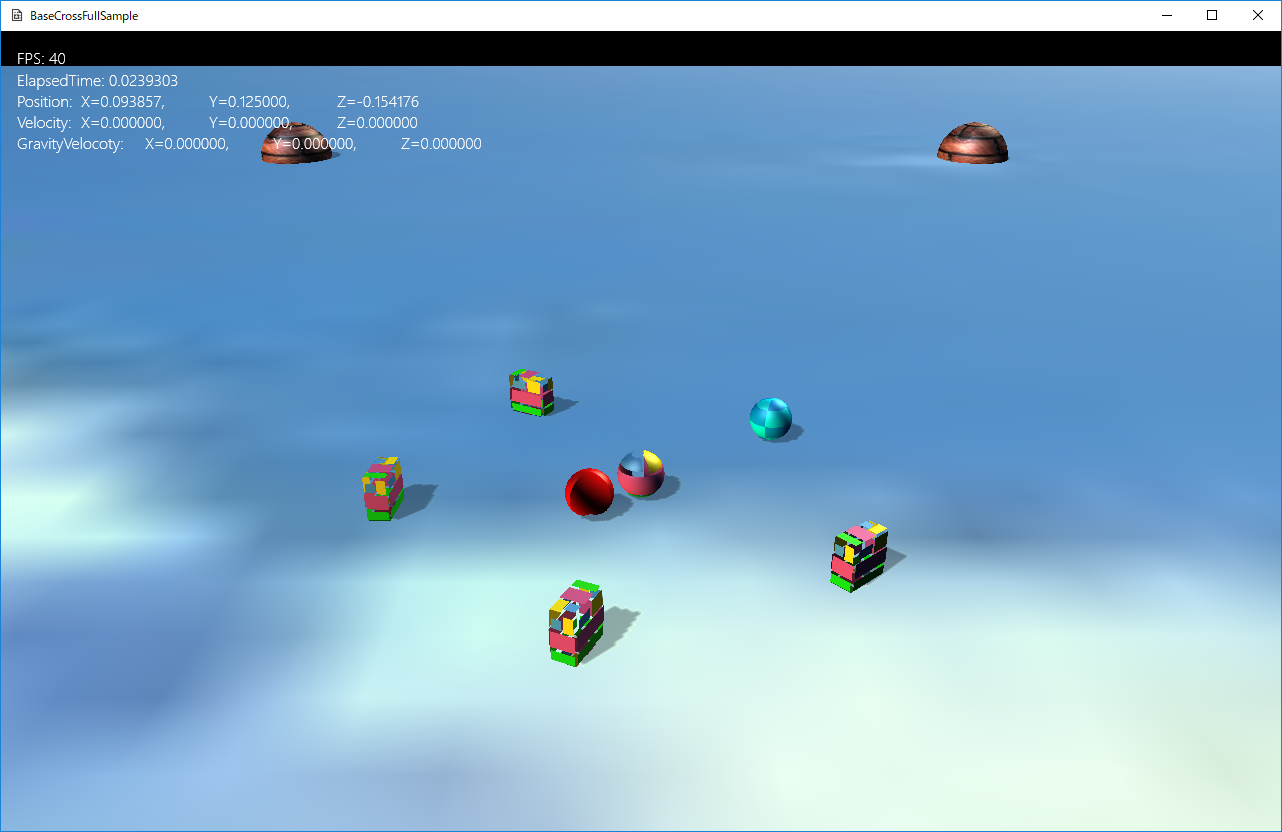 BaseCrossFullSample
FPS: 40
ElapsedTime: 0.0239303
Position: X=0.093857, Y=0.125000, Z=-0.154176
Velocity: X=0.000000, Y=0.000000, Z=0.000000
GravityVelocoty: X=0.000000, Y=0.000000, Z=0.000000